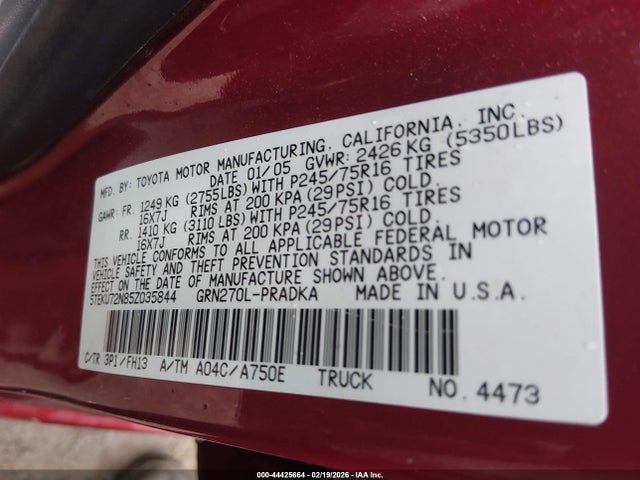 MFD. BY: TOYOTA MOTOR MANUFACTURING, CALIFORNIA, INC.
DATE 01/05 GVWR: 2426 KG (5350LBS)
GAWR: FR. 1249 KG (2755LBS) WITH P245/75R16 TIRES
16X7J RIMS AT 200 KPA (29 PSI) COLD.
RR. 1410 KG (3110 LBS) WITH P245/75R16 TIRES
16X7J RIMS AT 200 KPA (29 PSI) COLD.
THIS VEHICLE CONFORMS TO ALL APPLICABLE FEDERAL MOTOR
VEHICLE SAFETY AND THEFT PREVENTION STANDARDS IN
EFFECT ON THE DATE OF MANUFACTURE SHOWN ABOVE.
5TEKU72N85Z035844 GRN270L-PRADKA MADE IN U.S.A.
C/TR 3P1/FH13 A/TM A04C/A750E TRUCK NO. 4473
000-44425664 - 02/19/2026 - IAA Inc.